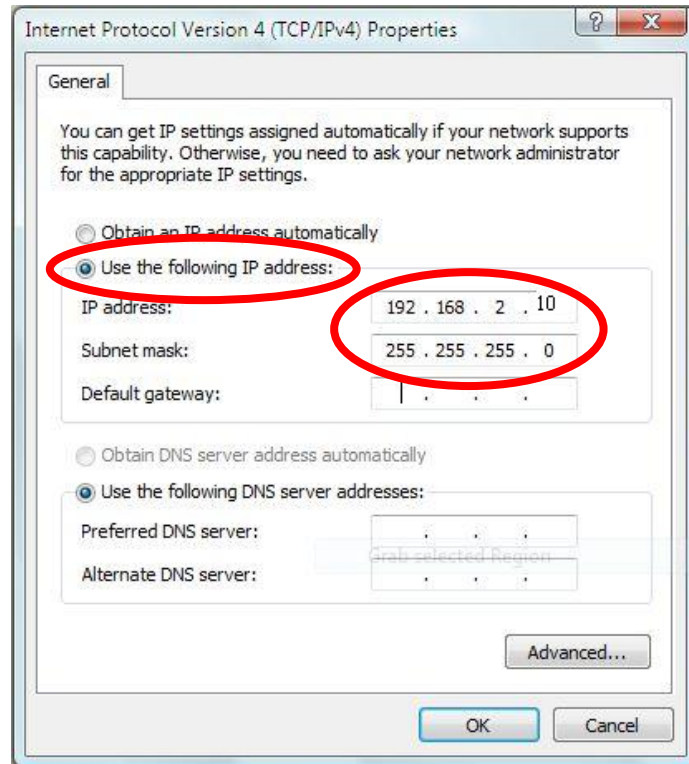 Internet Protocol Version 4 (TCP/IPv4) Properties
?
General
You can get IP settings assigned automatically if your network supports
this capability. Otherwise, you need to ask your network administrator
for the appropriate IP settings.
Obtain an IP address automatically
Use the following IP address:
IP address: 192 . 168 . 2 . 10
Subnet mask: 255 . 255 . 255 . 0
Default gateway: . . .
Obtain DNS server address automatically
Use the following DNS server addresses:
Preferred DNS server: . . .
Grab selected Region
Alternate DNS server: . . .
Advanced...
OK Cancel